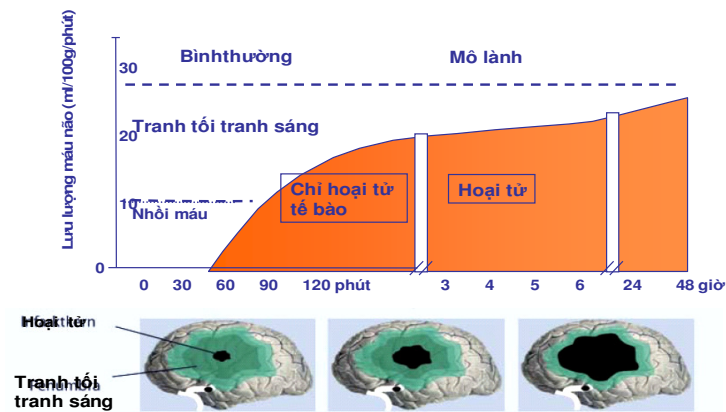 Bìnhthường
Mô lành
Lưu lượng máu não (ml/100g/phút)
30
Tranh tối tranh sáng
20
Chỉ hoại tử
tế bào
Hoại tử
10
Nhồi máu
0
0 30 60 90 120 phút 3 4 5 6 24 48 giờ
Hoại tử
Tranh tối
tranh sáng